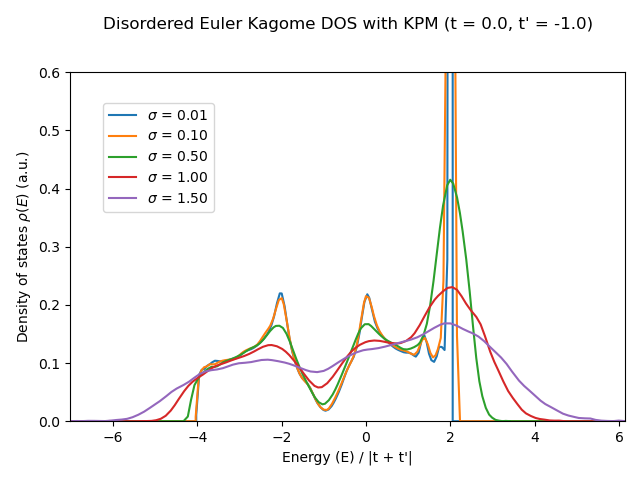 Disordered Euler Kagome DOS with KPM (t = 0.0, t' = -1.0)
0.6
0.5
0.4
0.3
0.2
0.1
0.0
Density of states ρ(E) (a.u.)
σ = 0.01
σ = 0.10
σ = 0.50
σ = 1.00
σ = 1.50
−6 −4 −2 0 2 4 6
Energy (E) / |t + t'|